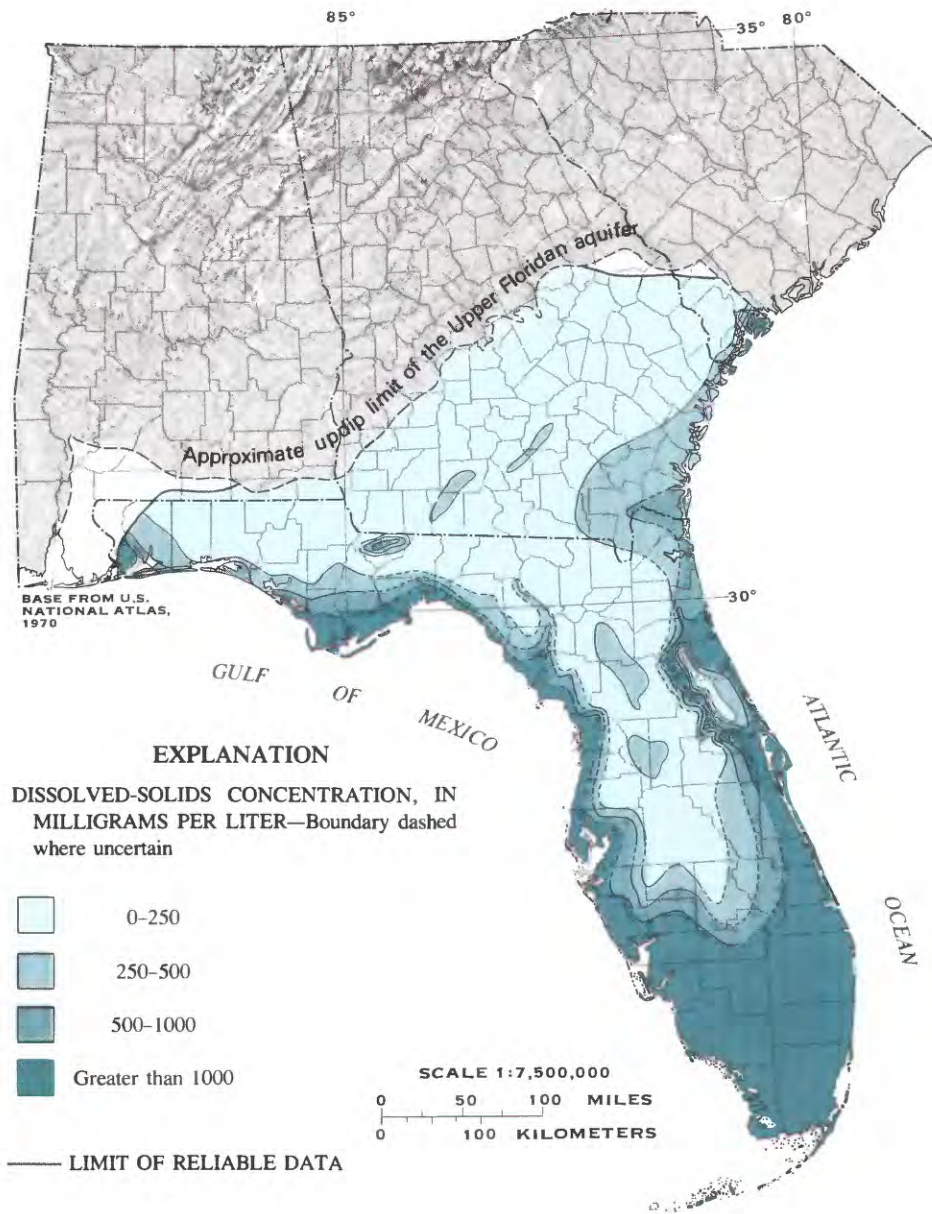 85°
35°
80°
Approximate updip limit of the Upper Floridan aquifer
BASE FROM U.S.
NATIONAL ATLAS,
1970
30°
GULF OF MEXICO
ATLANTIC
OCEAN
EXPLANATION
DISSOLVED-SOLIDS CONCENTRATION, IN
MILLIGRAMS PER LITER—Boundary dashed
where uncertain
0–250
250–500
500–1000
Greater than 1000
SCALE 1:7,500,000
0 50 100 MILES
0 100 KILOMETERS
LIMIT OF RELIABLE DATA